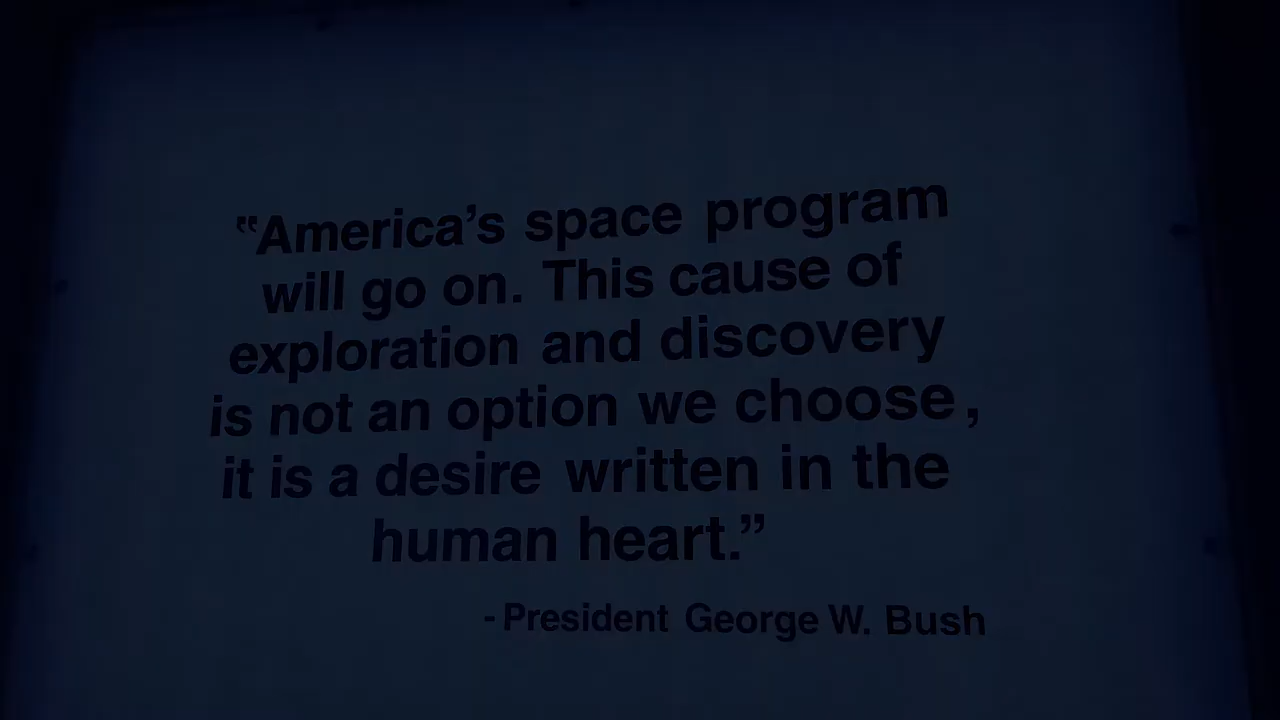 "America's space program
will go on. This cause of
exploration and discovery
is not an option we choose,
it is a desire written in the
human heart."
-President George W. Bush